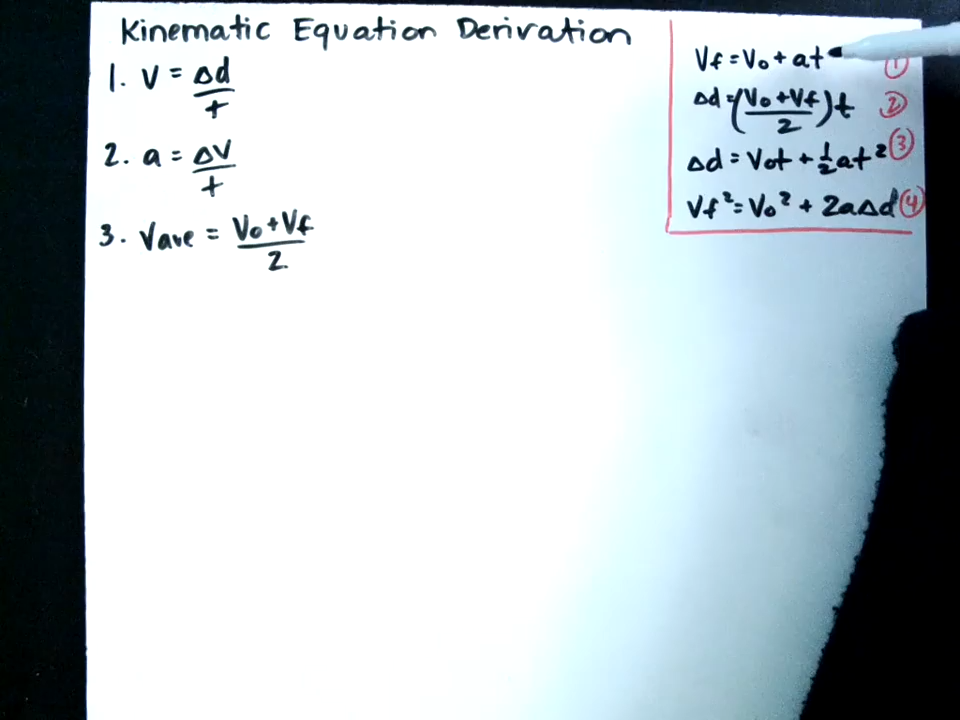 Kinematic Equation Derivation
1. V = Δd/t
2. a = ΔV/t
3. Vave = (V₀+Vf)/2
Vf = V₀ + at ①
Δd = ((V₀+Vf)/2)t ②
Δd = V₀t + ½at² ③
Vf² = V₀² + 2aΔd ④